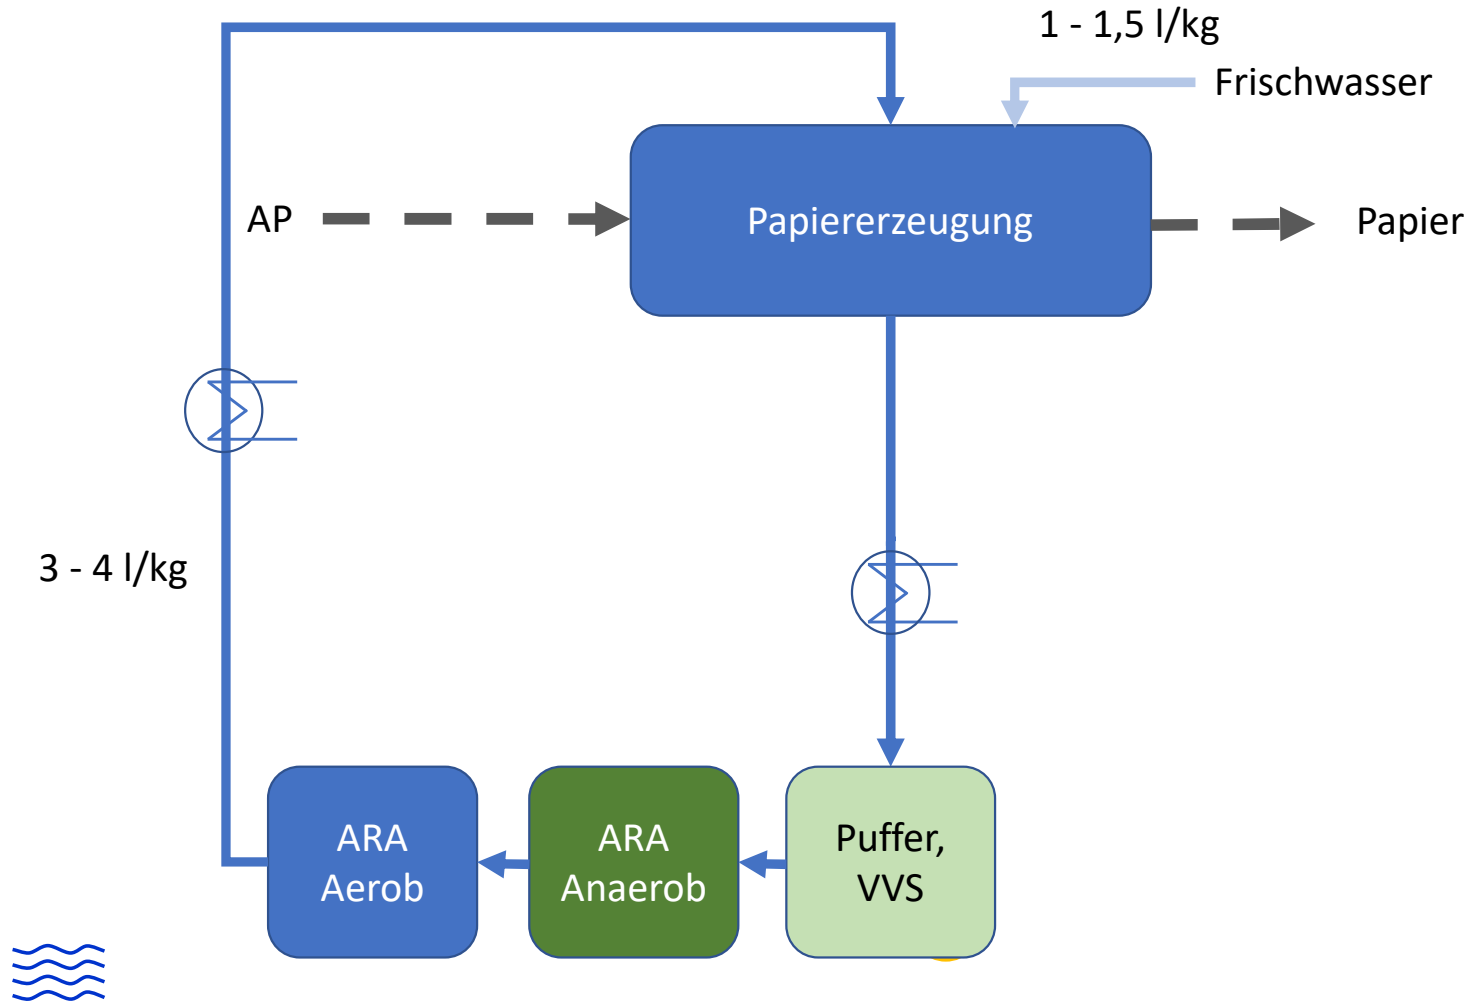 1 - 1,5 l/kg
Frischwasser
AP
Papiererzeugung
Papier
3 - 4 l/kg
ARA
Aerob
ARA
Anaerob
Puffer,
VVS